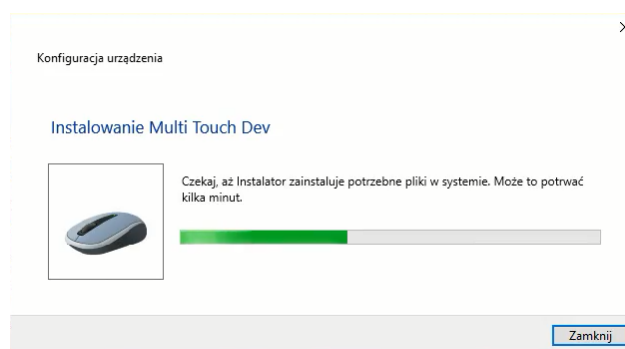 Konfiguracja urządzenia
Instalowanie Multi Touch Dev
Czekaj, aż Instalator zainstaluje potrzebne pliki w systemie. Może to potrwać
kilka minut.
Zamknij